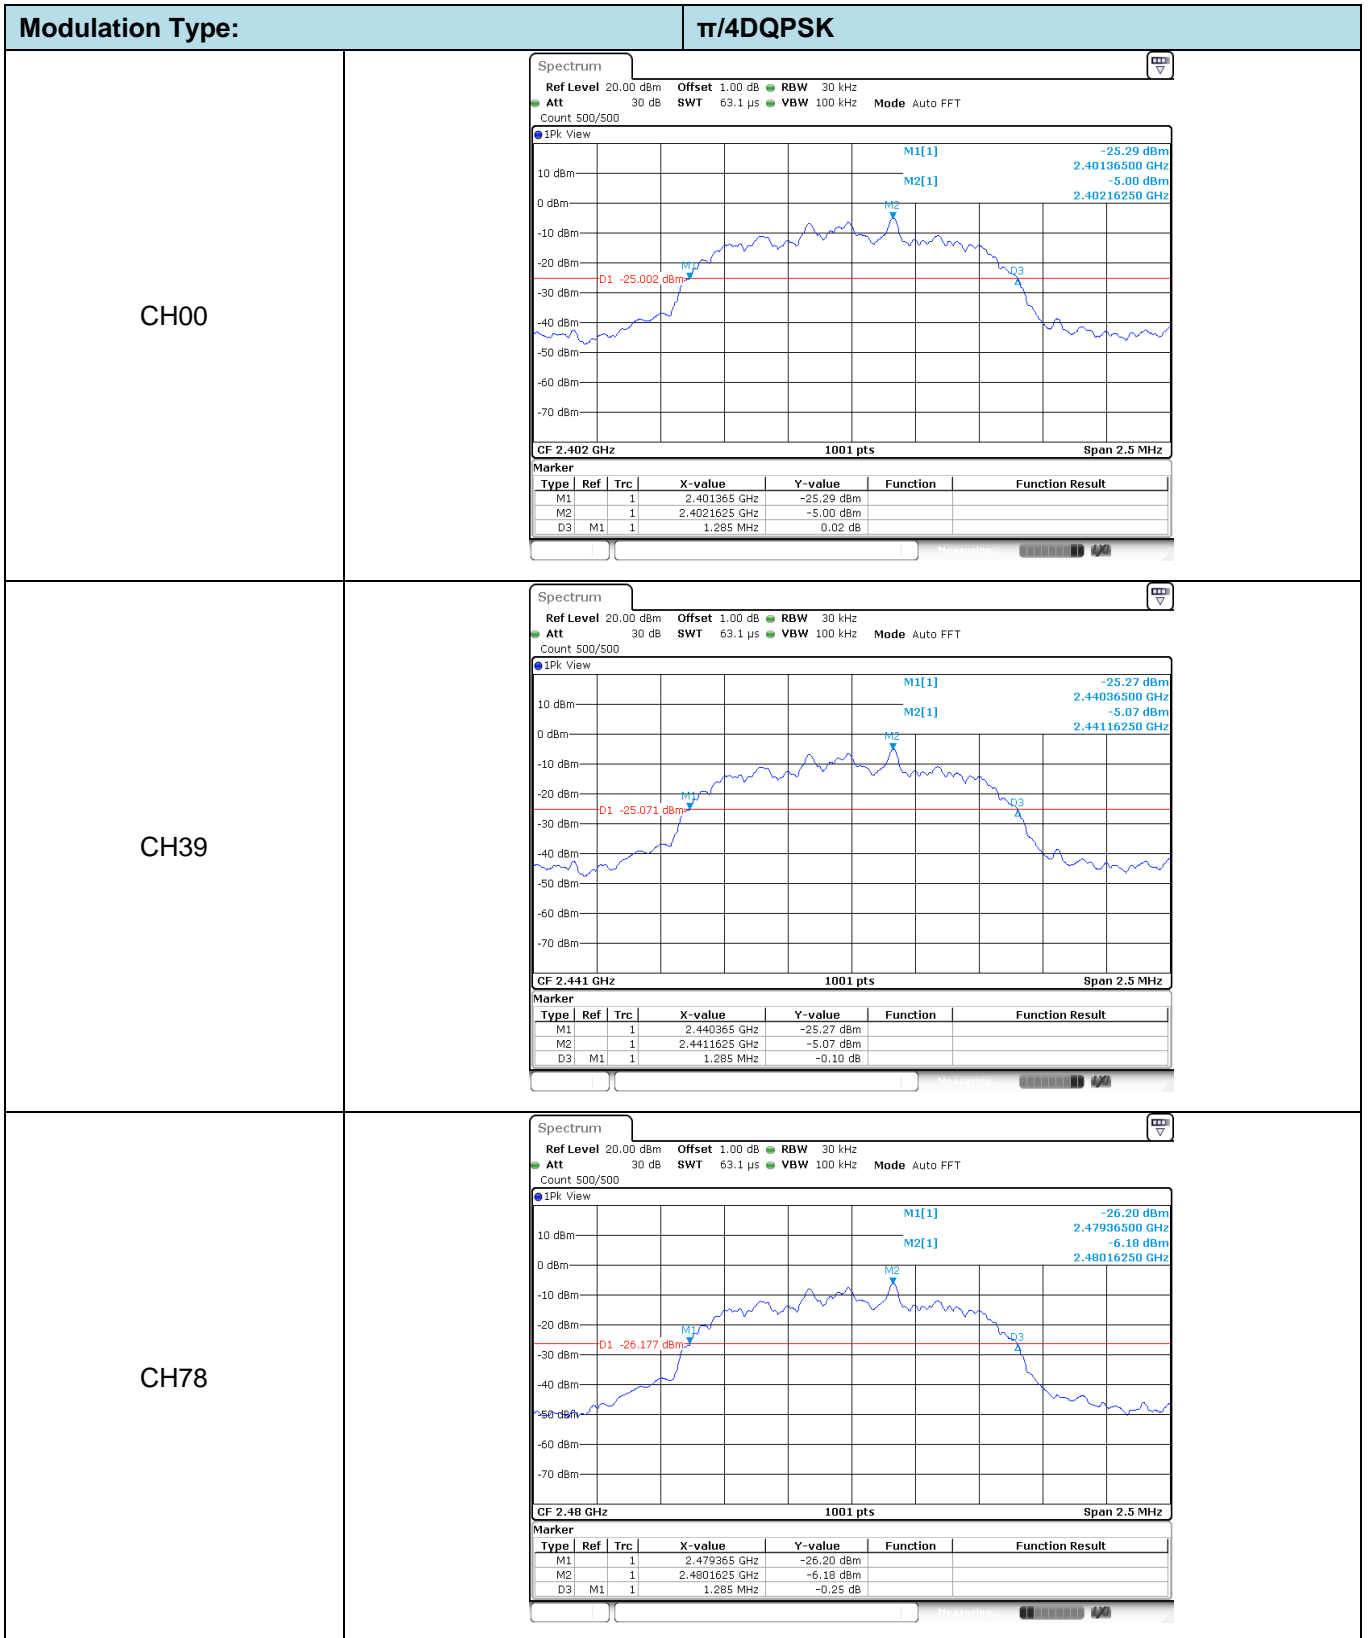 Modulation Type: π/4DQPSK
CH00
Spectrum
Ref Level 20.00 dBm Offset 1.00 dB RBW 30 kHz
Att 30 dB SWT 63.1 µs VBW 100 kHz Mode Auto FFT
Count 500/500
1Pk View
M1[1] -25.29 dBm
2.40136500 GHz
10 dBm
M2[1] -5.00 dBm
2.40216250 GHz
0 dBm
M2
-10 dBm
-20 dBm
M1
D3
D1 -25.002 dBm
-30 dBm
-40 dBm
-50 dBm
-60 dBm
-70 dBm
CF 2.402 GHz 1001 pts Span 2.5 MHz
Marker
Type Ref Trc X-value Y-value Function Function Result
M1 1 2.401365 GHz -25.29 dBm
M2 1 2.4021625 GHz -5.00 dBm
D3 M1 1 1.285 MHz 0.02 dB
Measuring...
LXI
CH39
Spectrum
Ref Level 20.00 dBm Offset 1.00 dB RBW 30 kHz
Att 30 dB SWT 63.1 µs VBW 100 kHz Mode Auto FFT
Count 500/500
1Pk View
M1[1] -25.27 dBm
2.44036500 GHz
10 dBm
M2[1] -5.07 dBm
2.44116250 GHz
0 dBm
M2
-10 dBm
-20 dBm
M1
D3
D1 -25.071 dBm
-30 dBm
-40 dBm
-50 dBm
-60 dBm
-70 dBm
CF 2.441 GHz 1001 pts Span 2.5 MHz
Marker
Type Ref Trc X-value Y-value Function Function Result
M1 1 2.440365 GHz -25.27 dBm
M2 1 2.4411625 GHz -5.07 dBm
D3 M1 1 1.285 MHz -0.10 dB
Measuring...
LXI
CH78
Spectrum
Ref Level 20.00 dBm Offset 1.00 dB RBW 30 kHz
Att 30 dB SWT 63.1 µs VBW 100 kHz Mode Auto FFT
Count 500/500
1Pk View
M1[1] -26.20 dBm
2.47936500 GHz
10 dBm
M2[1] -6.18 dBm
2.48016250 GHz
0 dBm
M2
-10 dBm
-20 dBm
M1
D3
D1 -26.177 dBm
-30 dBm
-40 dBm
-50 dBm
-60 dBm
-70 dBm
CF 2.48 GHz 1001 pts Span 2.5 MHz
Marker
Type Ref Trc X-value Y-value Function Function Result
M1 1 2.479365 GHz -26.20 dBm
M2 1 2.4801625 GHz -6.18 dBm
D3 M1 1 1.285 MHz -0.25 dB
Measuring...
LXI